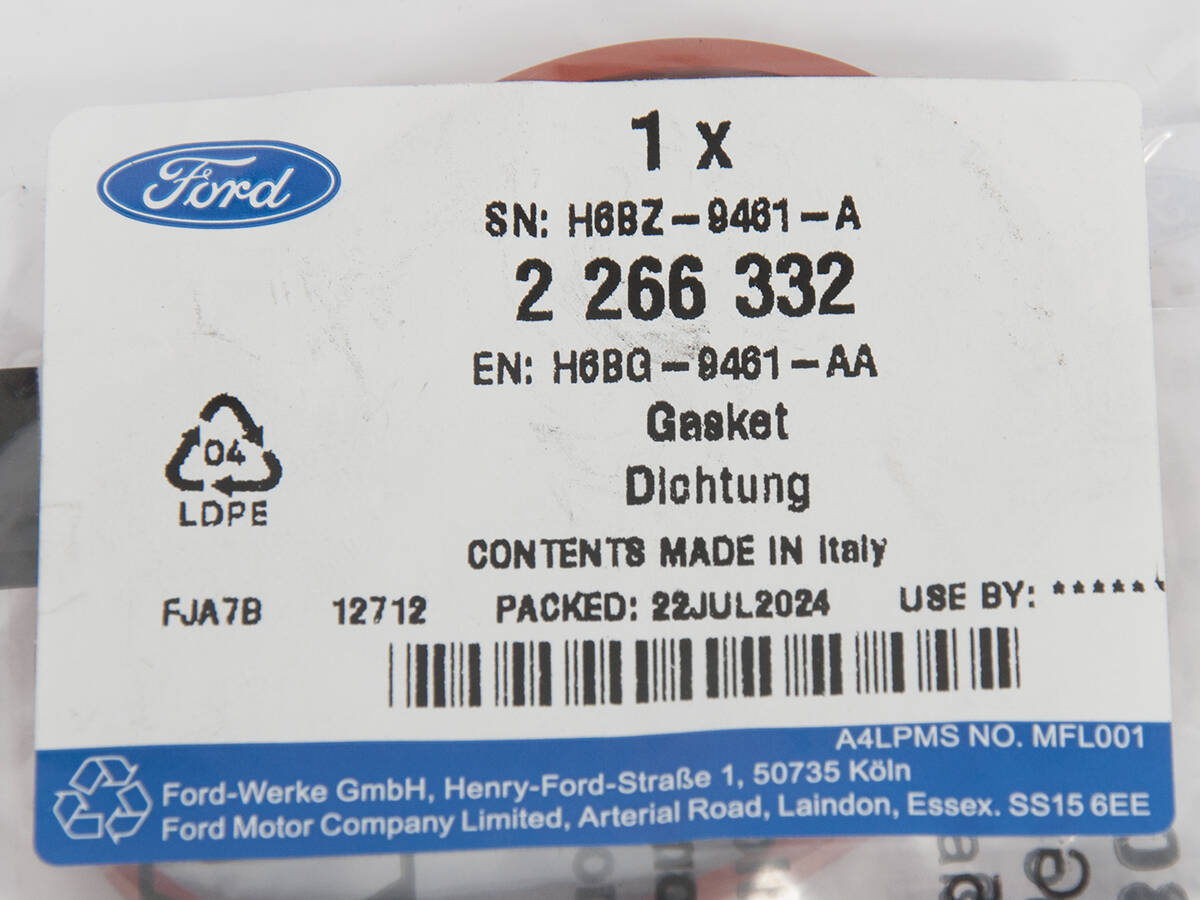 Ford
1 x
SN: H6BZ-9461-A
2 266 332
EN: H6BG-9461-AA
Gasket
Dichtung
04
LDPE
CONTENTS MADE IN Italy
FJA7B 12712 PACKED: 22JUL2024 USE BY: *****
A4LPMS NO. MFL001
Ford-Werke GmbH, Henry-Ford-Straße 1, 50735 Köln
Ford Motor Company Limited, Arterial Road, Laindon, Essex. SS15 6EE